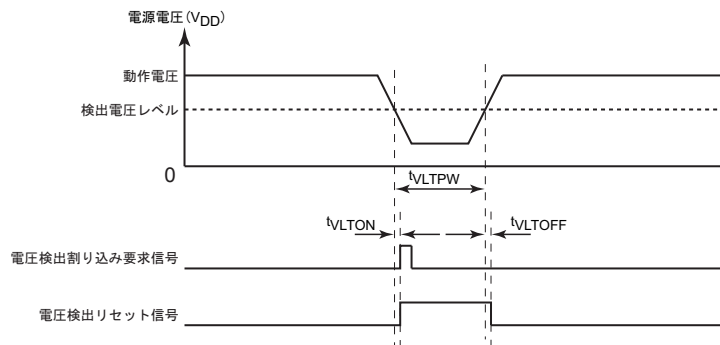 電源電圧(VDD)
動作電圧
検出電圧レベル
0
tVLTPW
tVLTON
tVLTOFF
電圧検出割り込み要求信号
電圧検出リセット信号